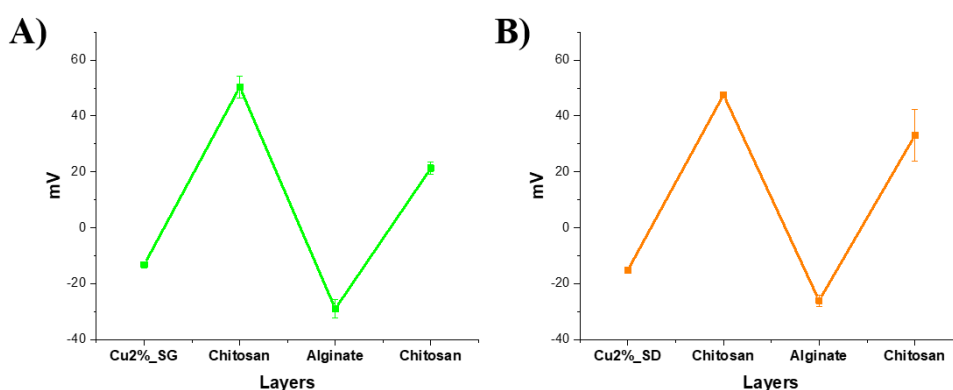 A)
60
40
20
0
-20
-40
mV
Cu2%_SG Chitosan Alginate Chitosan
Layers
B)
60
40
20
0
-20
-40
mV
Cu2%_SD Chitosan Alginate Chitosan
Layers